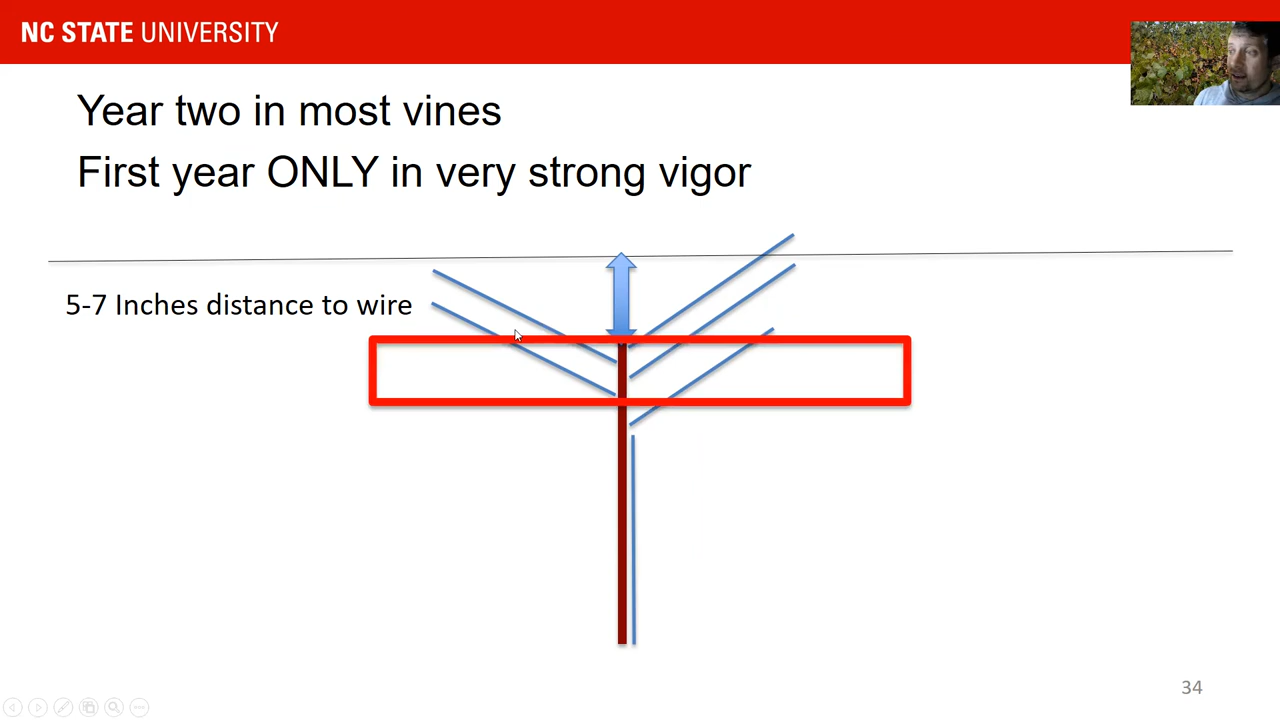 NC STATE UNIVERSITY
Year two in most vines
First year ONLY in very strong vigor
5-7 Inches distance to wire
34